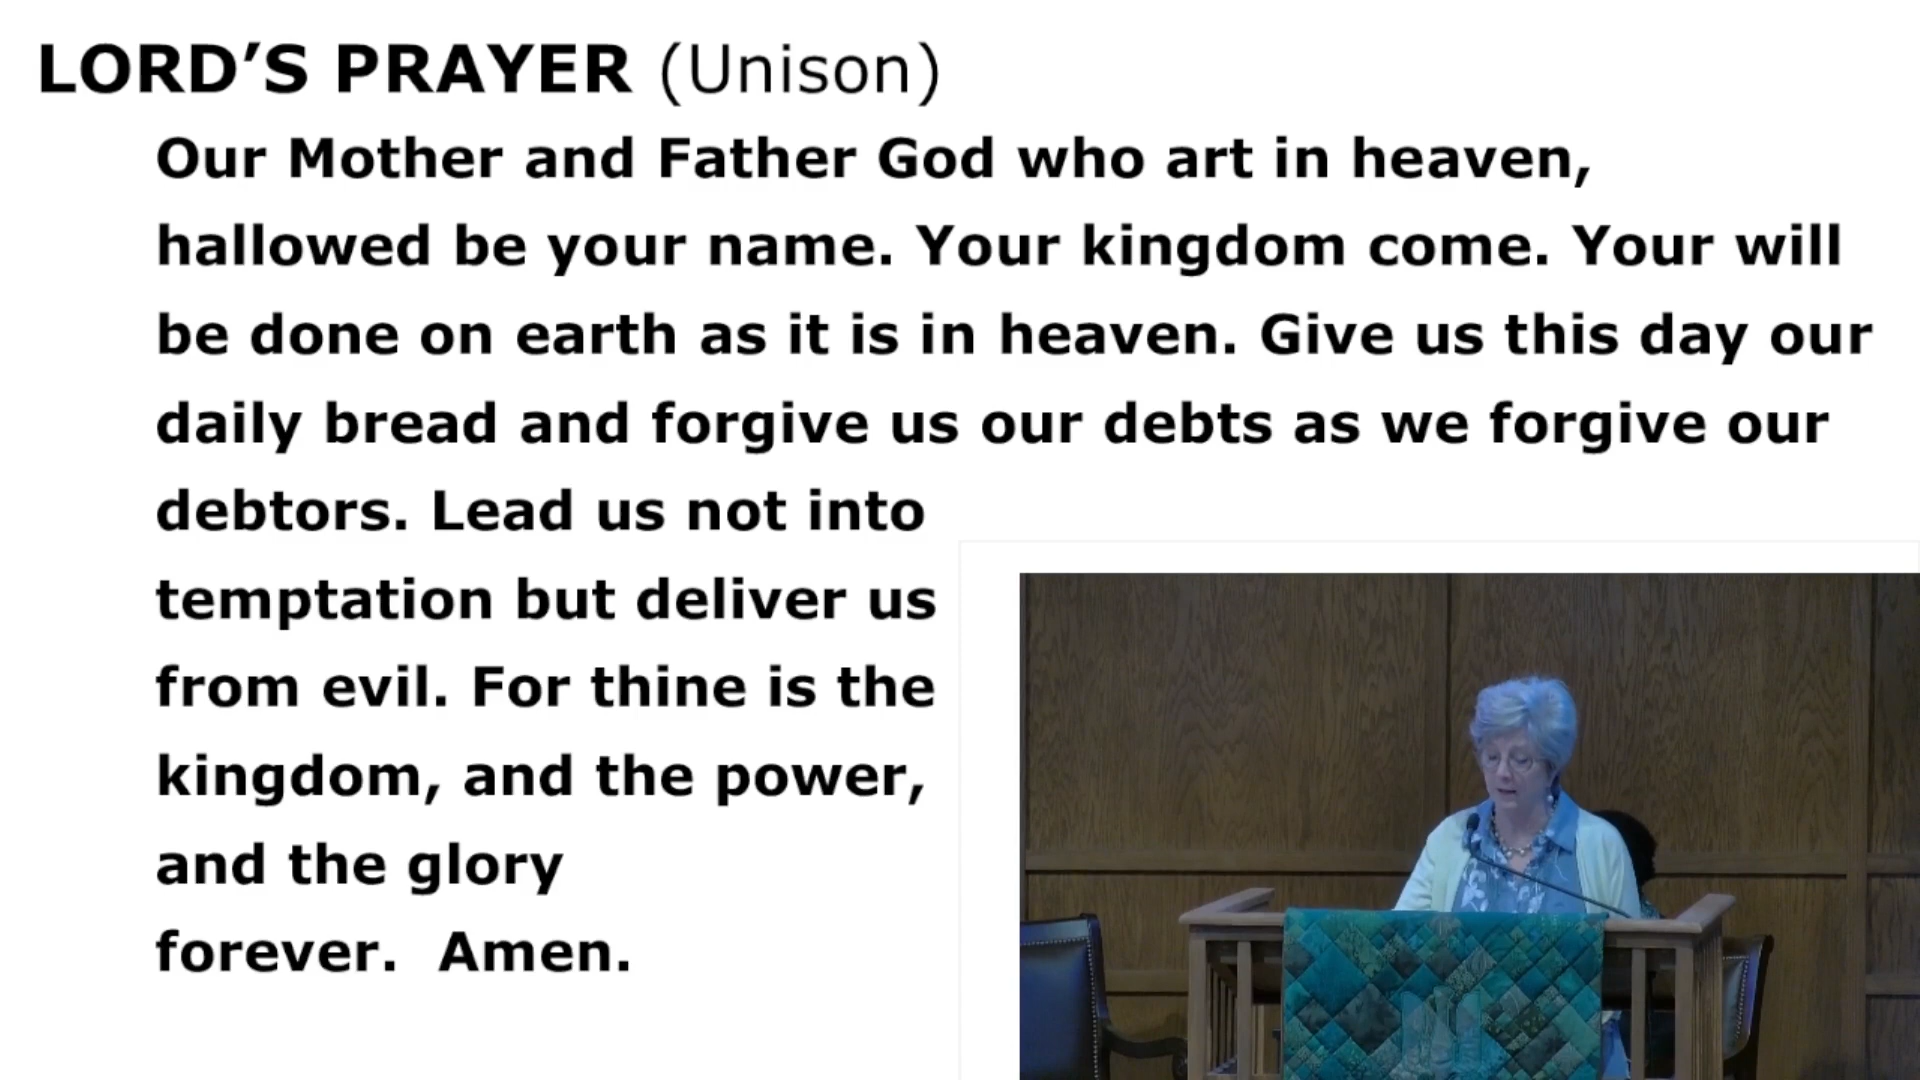 LORD’S PRAYER (Unison)
Our Mother and Father God who art in heaven,
hallowed be your name. Your kingdom come. Your will
be done on earth as it is in heaven. Give us this day our
daily bread and forgive us our debts as we forgive our
debtors. Lead us not into
temptation but deliver us
from evil. For thine is the
kingdom, and the power,
and the glory
forever.  Amen.